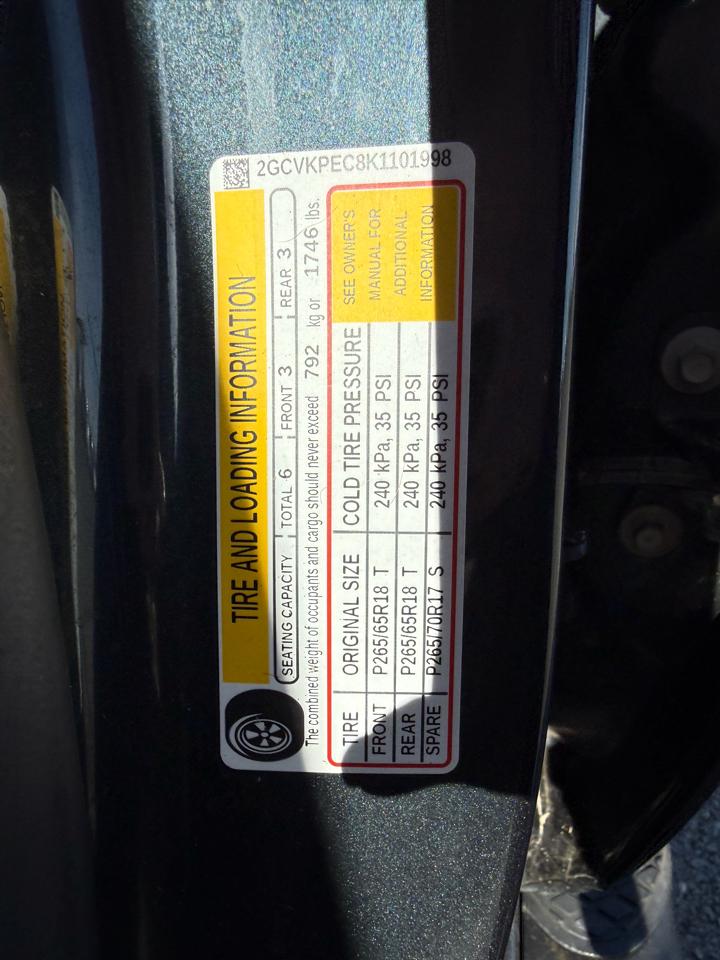 2GCVKPEC8K1101998
TIRE AND LOADING INFORMATION
SEATING CAPACITY TOTAL 6 FRONT 3 REAR 3
The combined weight of occupants and cargo should never exceed 792 kg or 1746 lbs.
TIRE ORIGINAL SIZE COLD TIRE PRESSURE
FRONT P265/65R18 T 240 kPa, 35 PSI
REAR P265/65R18 T 240 kPa, 35 PSI
SPARE P265/70R17 S 240 kPa, 35 PSI
SEE OWNER'S
MANUAL FOR
ADDITIONAL
INFORMATION